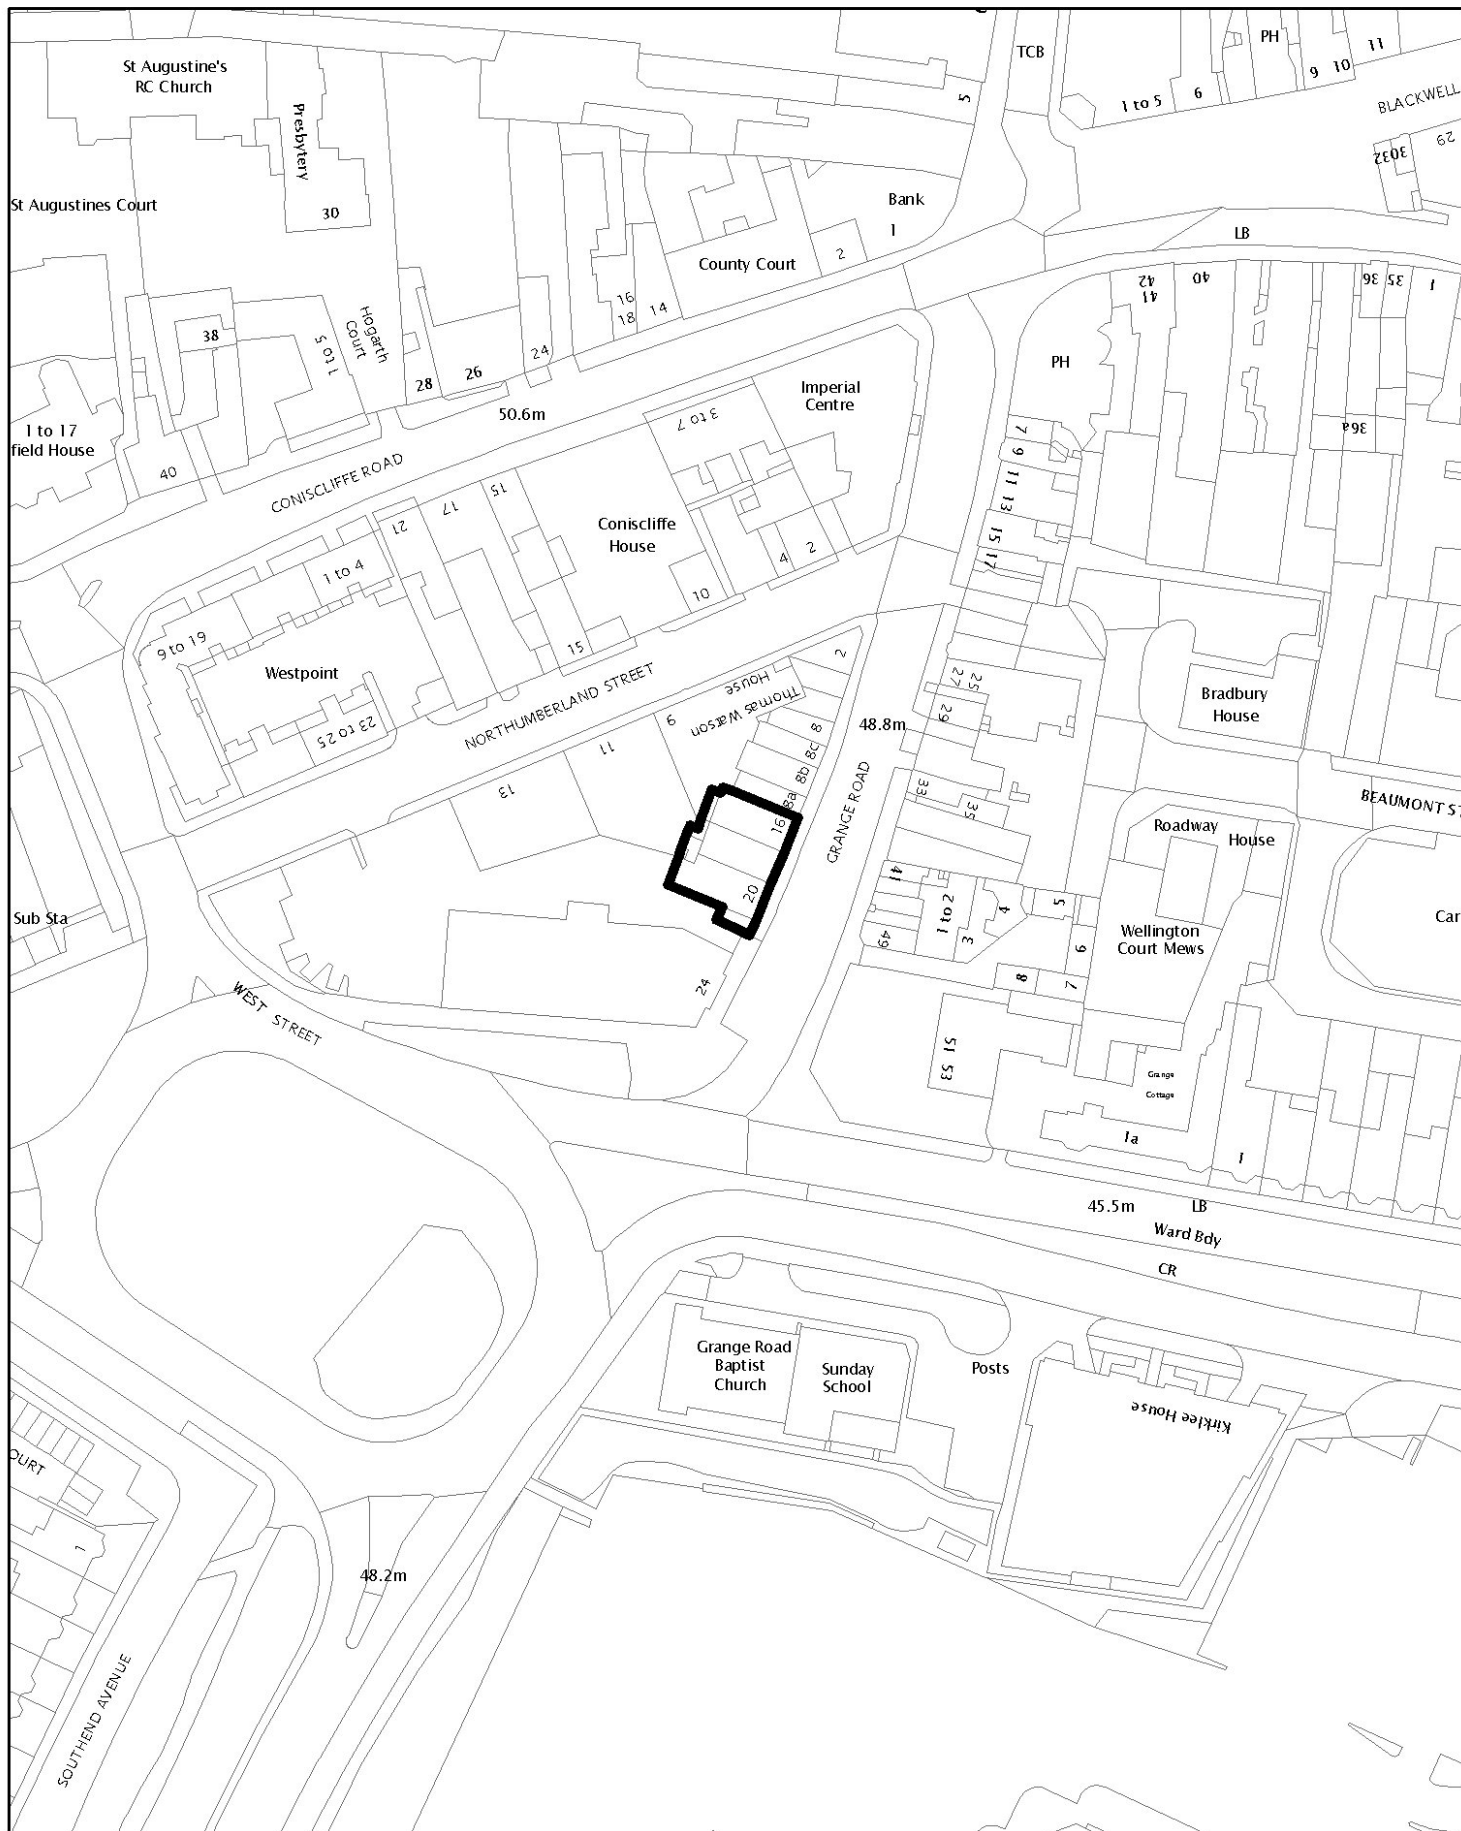 TCB
PH
11
St Augustine's
RC Church
Presbytery
30
5
1 to 5
6
9
10
BLACKWELL
29
3032
St Augustines Court
Bank
1
2
County Court
LB
16
18
14
42
41
40
36
35
1
38
1 to 5
Hogarth
Court
28
26
24
50.6m
3 to 7
Imperial
Centre
PH
7
9
11
13
15
17
36a
1 to 17
field House
40
CONISCLIFFE ROAD
21
17
15
Coniscliffe
House
10
4
2
1 to 4
9 to 19
Westpoint
23 to 25
15
NORTHUMBERLAND STREET
Thomas Watson
House
2
9
11
13
8
8c
8b
8a
16
20
24
48.8m
GRANGE ROAD
25
27
29
33
35
41
49
1 to 2
3
4
5
6
7
8
Bradbury
House
BEAUMONT ST
Roadway
House
Wellington
Court Mews
Car
Sub Sta
WEST STREET
51
53
Grange
Cottage
1a
1
45.5m
LB
Ward Bdy
CR
Grange Road
Baptist
Church
Sunday
School
Posts
Kirklee House
OURT
1
48.2m
SOUTHEND AVENUE